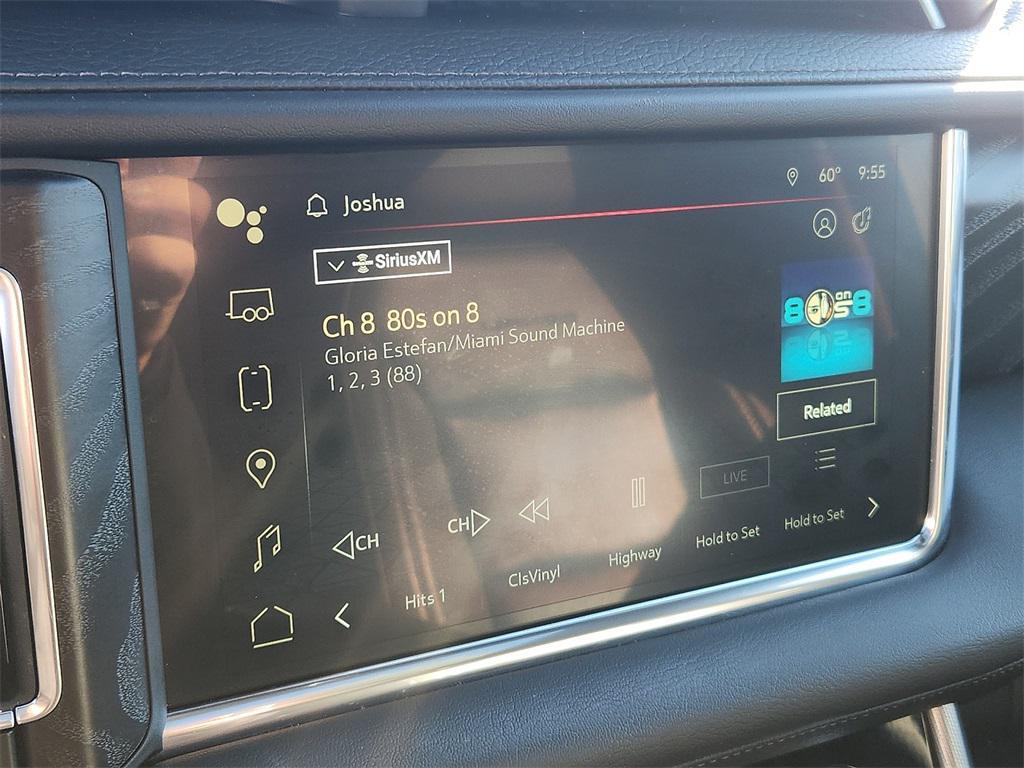 Joshua
60° 9:55
SiriusXM
Ch 8 80s on 8
Gloria Estefan/Miami Sound Machine
1, 2, 3 (88)
80s on 8
Related
LIVE
CH
CH
Hits 1
ClsVinyl
Highway
Hold to Set
Hold to Set